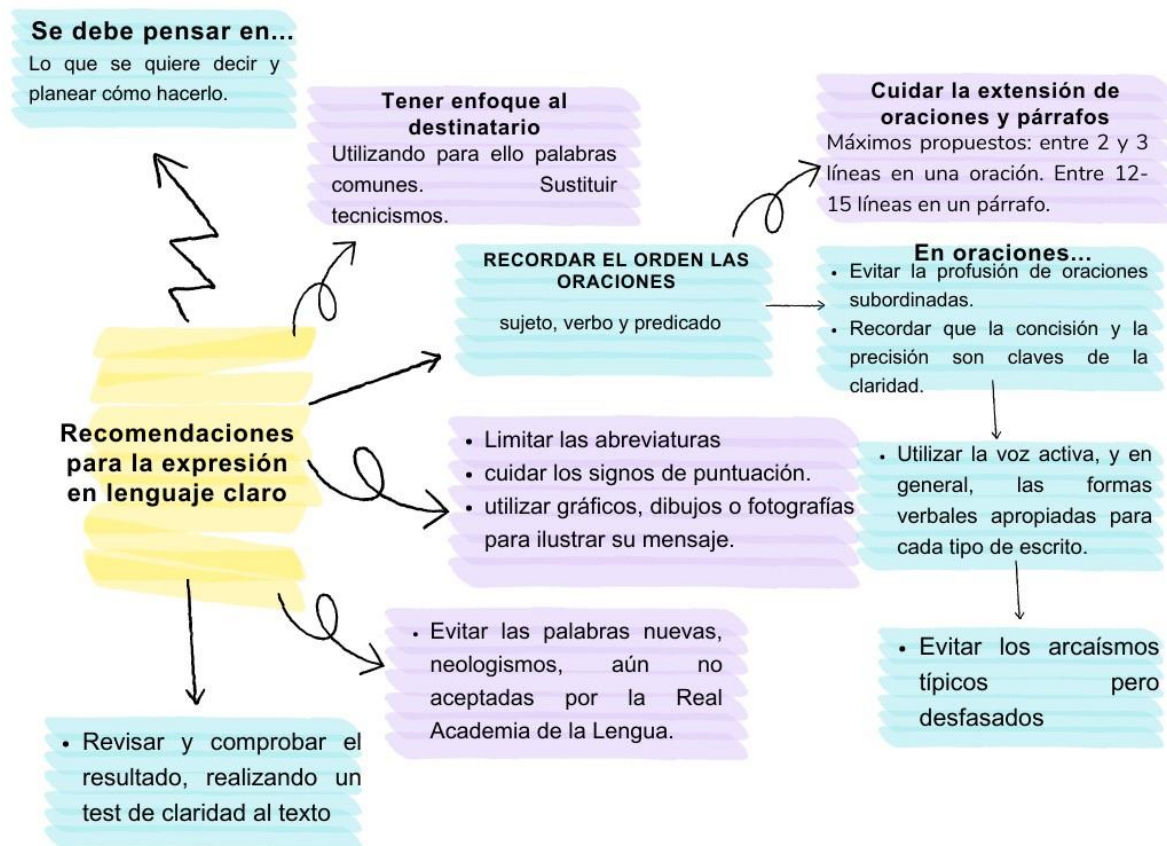 Se debe pensar en...
Lo que se quiere decir y
planear cómo hacerlo.
Tener enfoque al
destinatario
Utilizando para ello palabras
comunes. Sustituir
tecnicismos.
Cuidar la extensión de
oraciones y párrafos
Máximos propuestos: entre 2 y 3
líneas en una oración. Entre 12-
15 líneas en un párrafo.
RECORDAR EL ORDEN LAS
ORACIONES
sujeto, verbo y predicado
En oraciones...
• Evitar la profusión de oraciones
subordinadas.
• Recordar que la concisión y la
precisión son claves de la
claridad.
Recomendaciones
para la expresión
en lenguaje claro
• Limitar las abreviaturas
• cuidar los signos de puntuación.
• utilizar gráficos, dibujos o fotografías
para ilustrar su mensaje.
• Utilizar la voz activa, y en
general, las formas
verbales apropiadas para
cada tipo de escrito.
• Evitar las palabras nuevas,
neologismos, aún no
aceptadas por la Real
Academia de la Lengua.
• Evitar los arcaísmos
típicos pero
desfasados
• Revisar y comprobar el
resultado, realizando un
test de claridad al texto